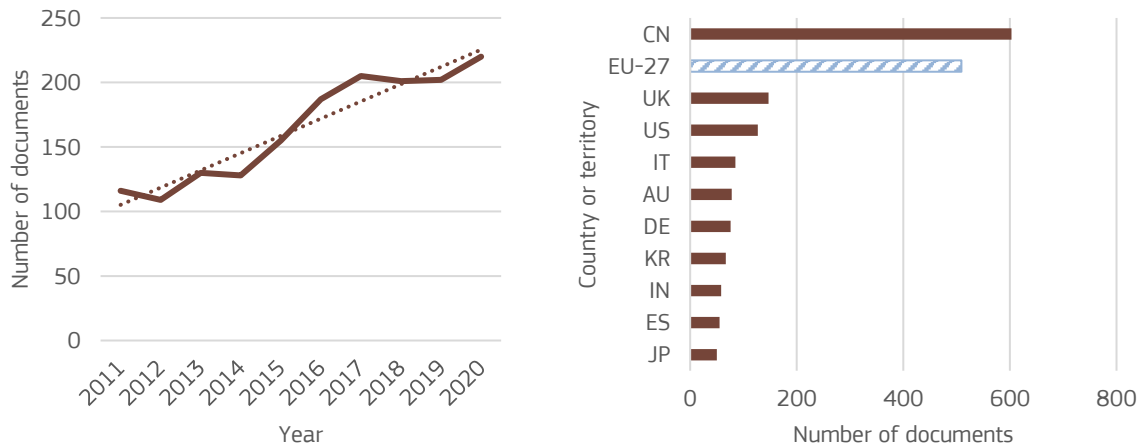 Number of documents
250
200
150
100
50
0
2011
2012
2013
2014
2015
2016
2017
2018
2019
2020
Year
Country or territory
CN
EU-27
UK
US
IT
AU
DE
KR
IN
ES
JP
0
200
400
600
800
Number of documents